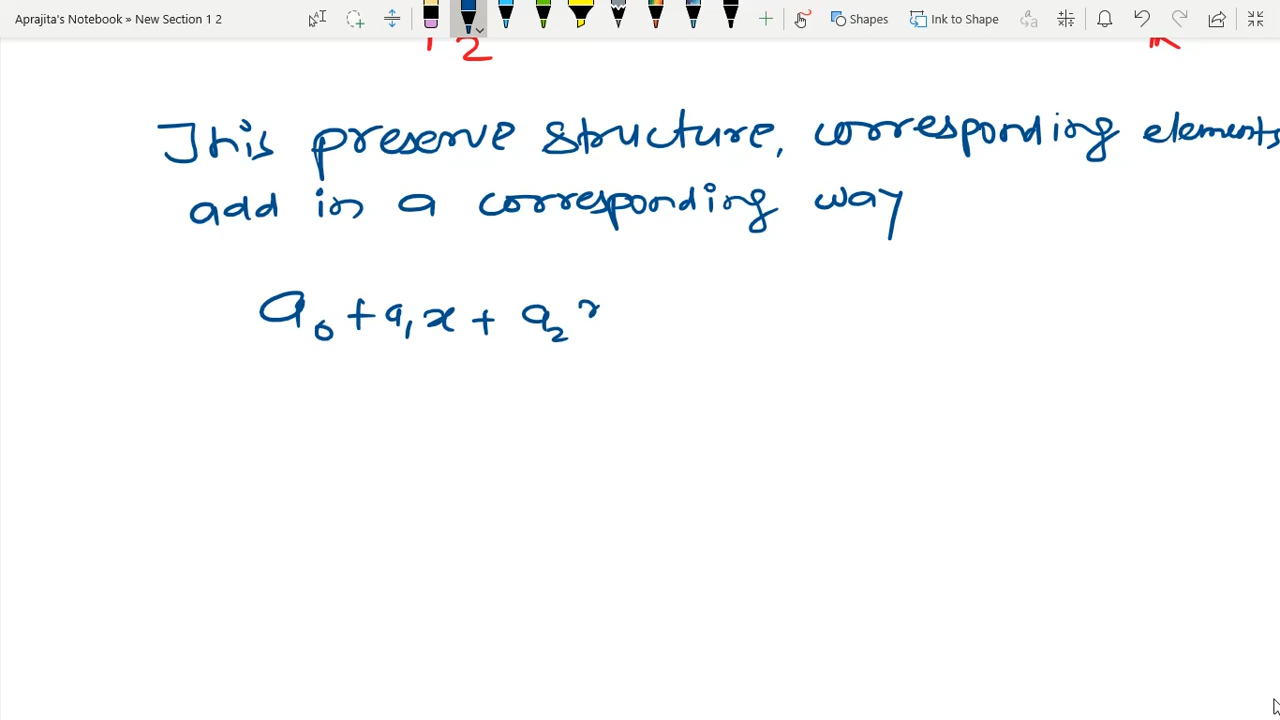 Aprajita's Notebook » New Section 1 2
Shapes
Ink to Shape
2
This preserve structure, corresponding elements
add in a corresponding way
a₀ + a₁x + a₂